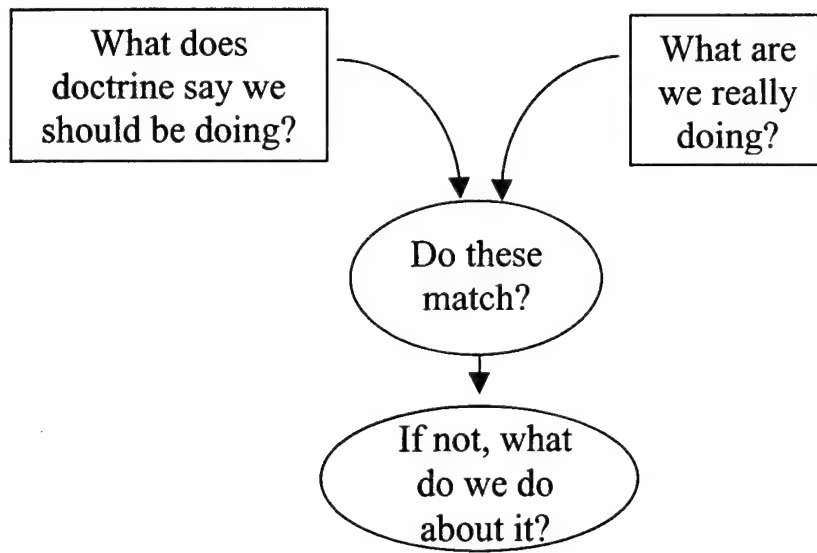 What does
doctrine say we
should be doing?
What are
we really
doing?
Do these
match?
If not, what
do we do
about it?